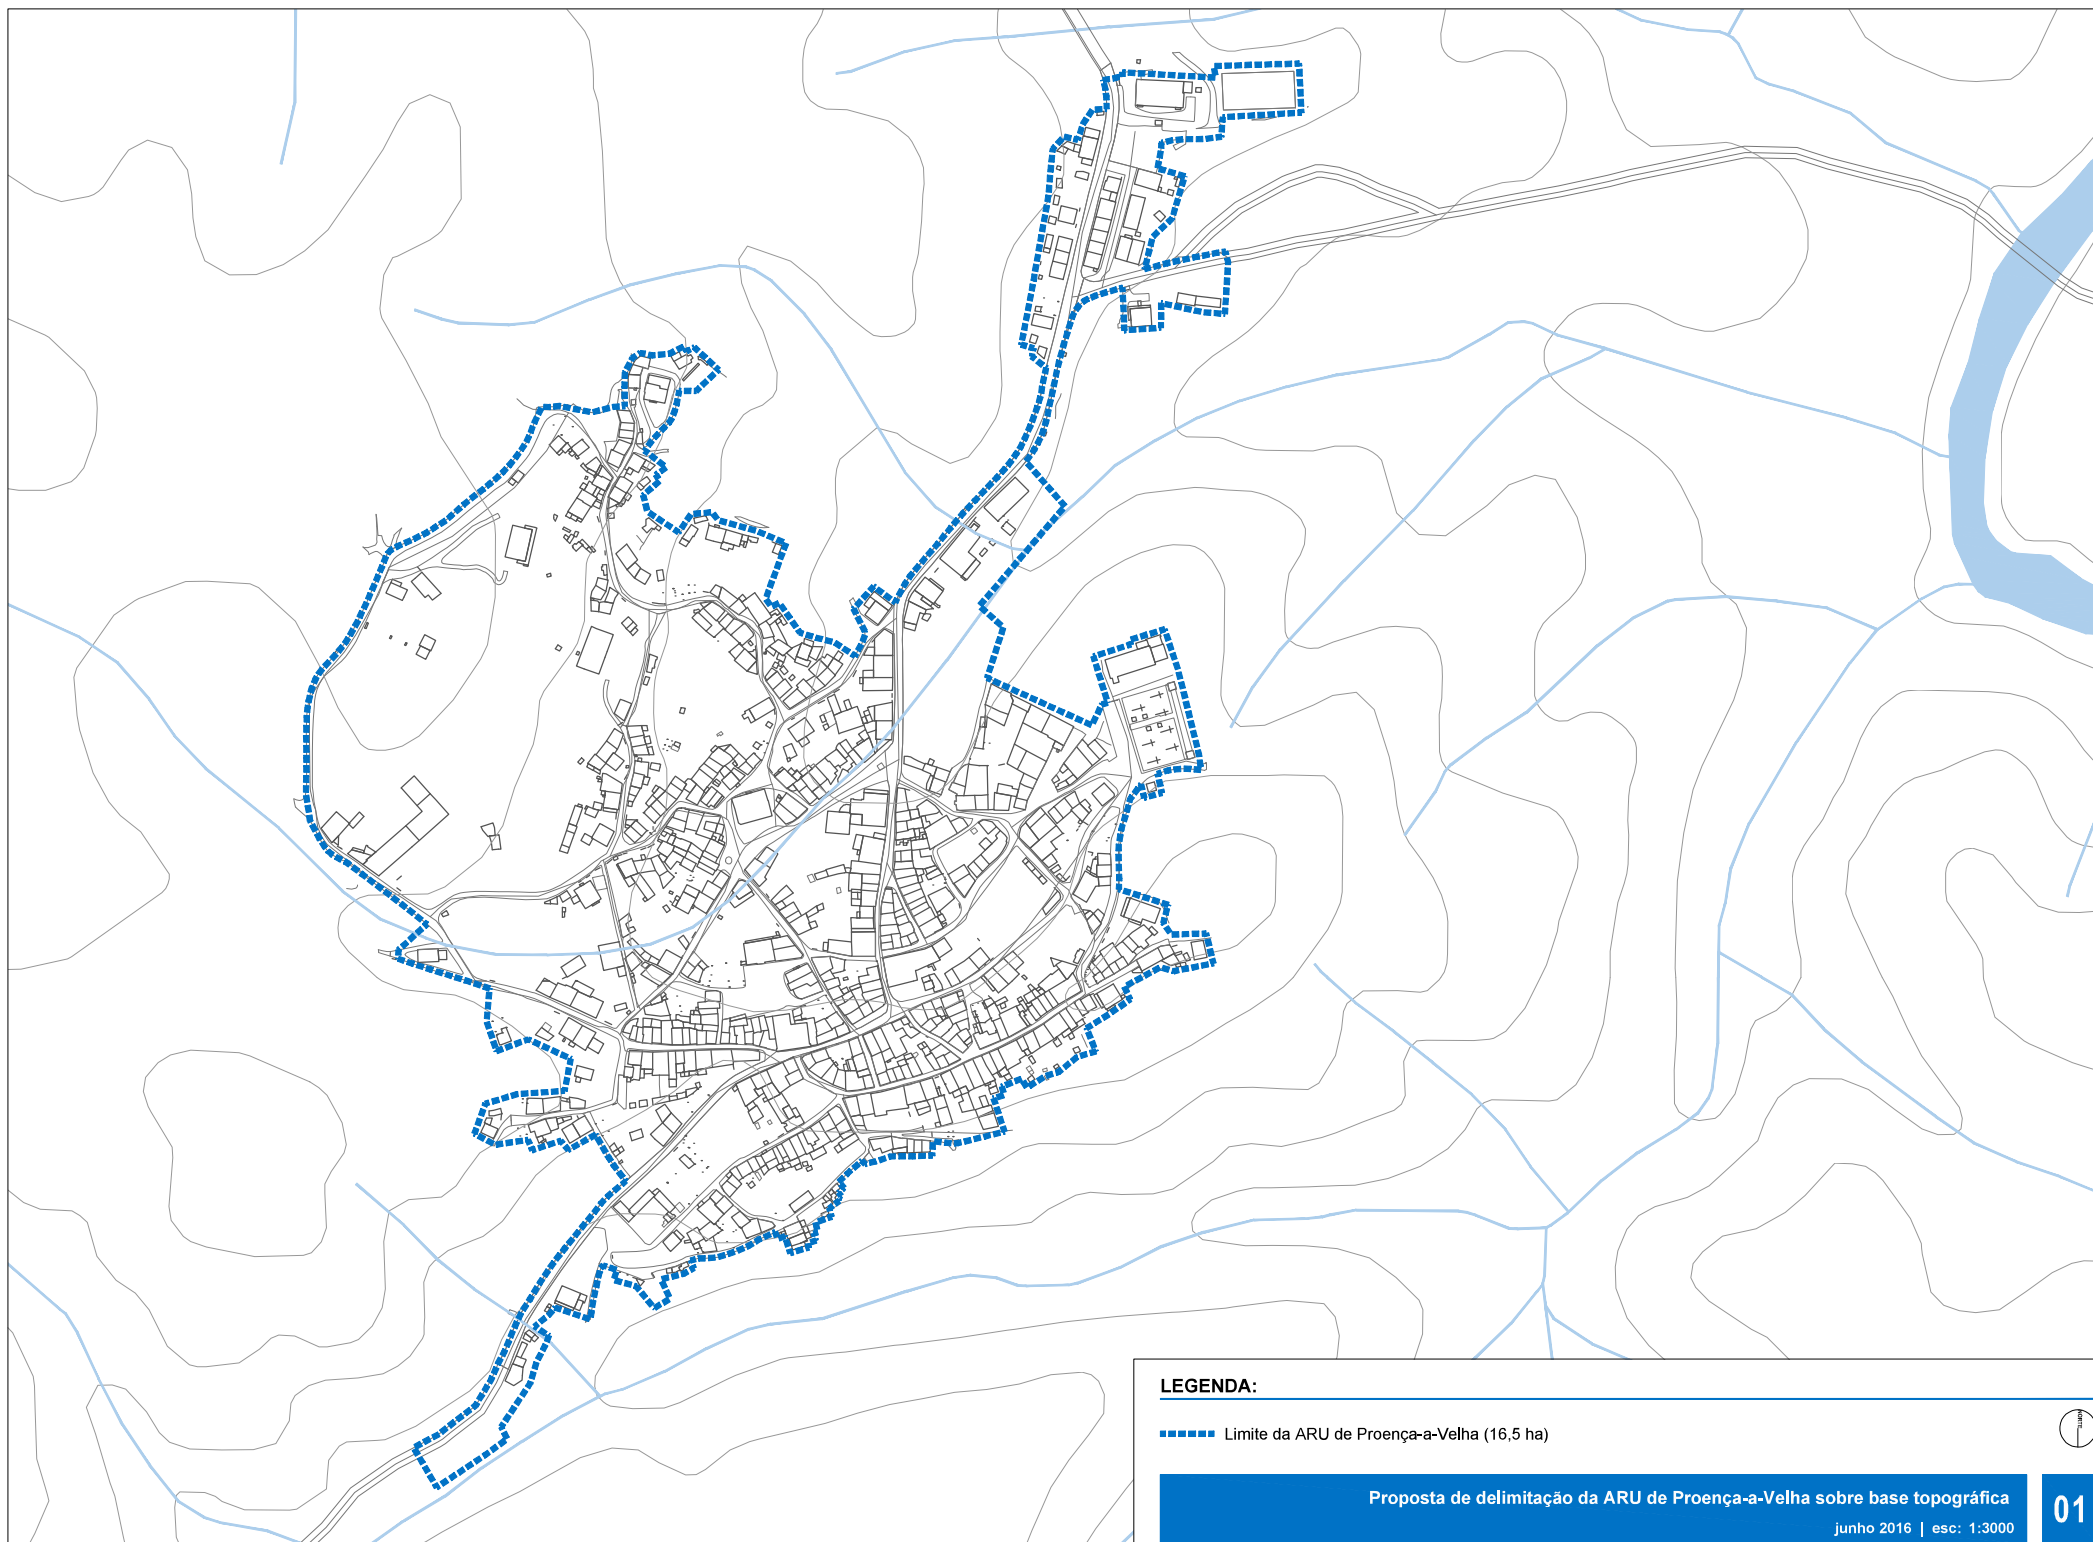 LEGENDA:
Limite da ARU de Proença-a-Velha (16,5 ha)
NORTE
Proposta de delimitação da ARU de Proença-a-Velha sobre base topográfica
junho 2016 | esc: 1:3000
01